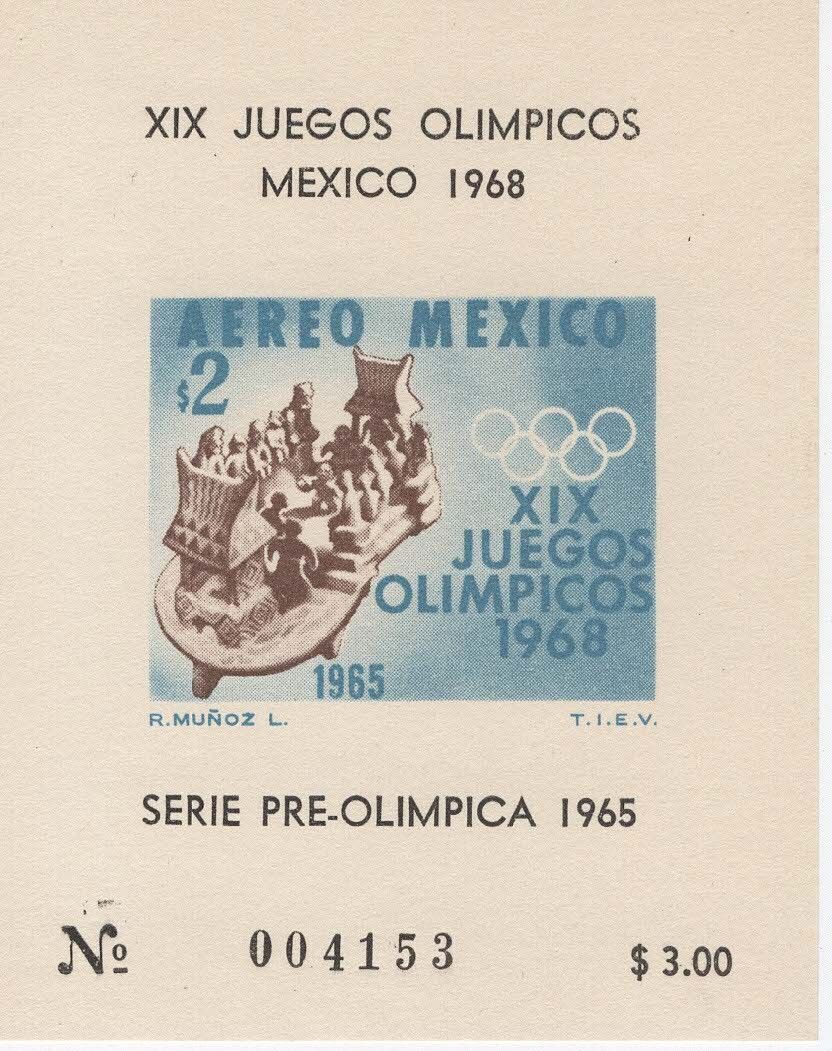 XIX JUEGOS OLIMPICOS
MEXICO 1968
AEREO MEXICO
$2
XIX
JUEGOS
OLIMPICOS
1968
1965
R.MUÑOZ L.
T.I.E.V.
SERIE PRE-OLIMPICA 1965
Nº 004153 $ 3.00